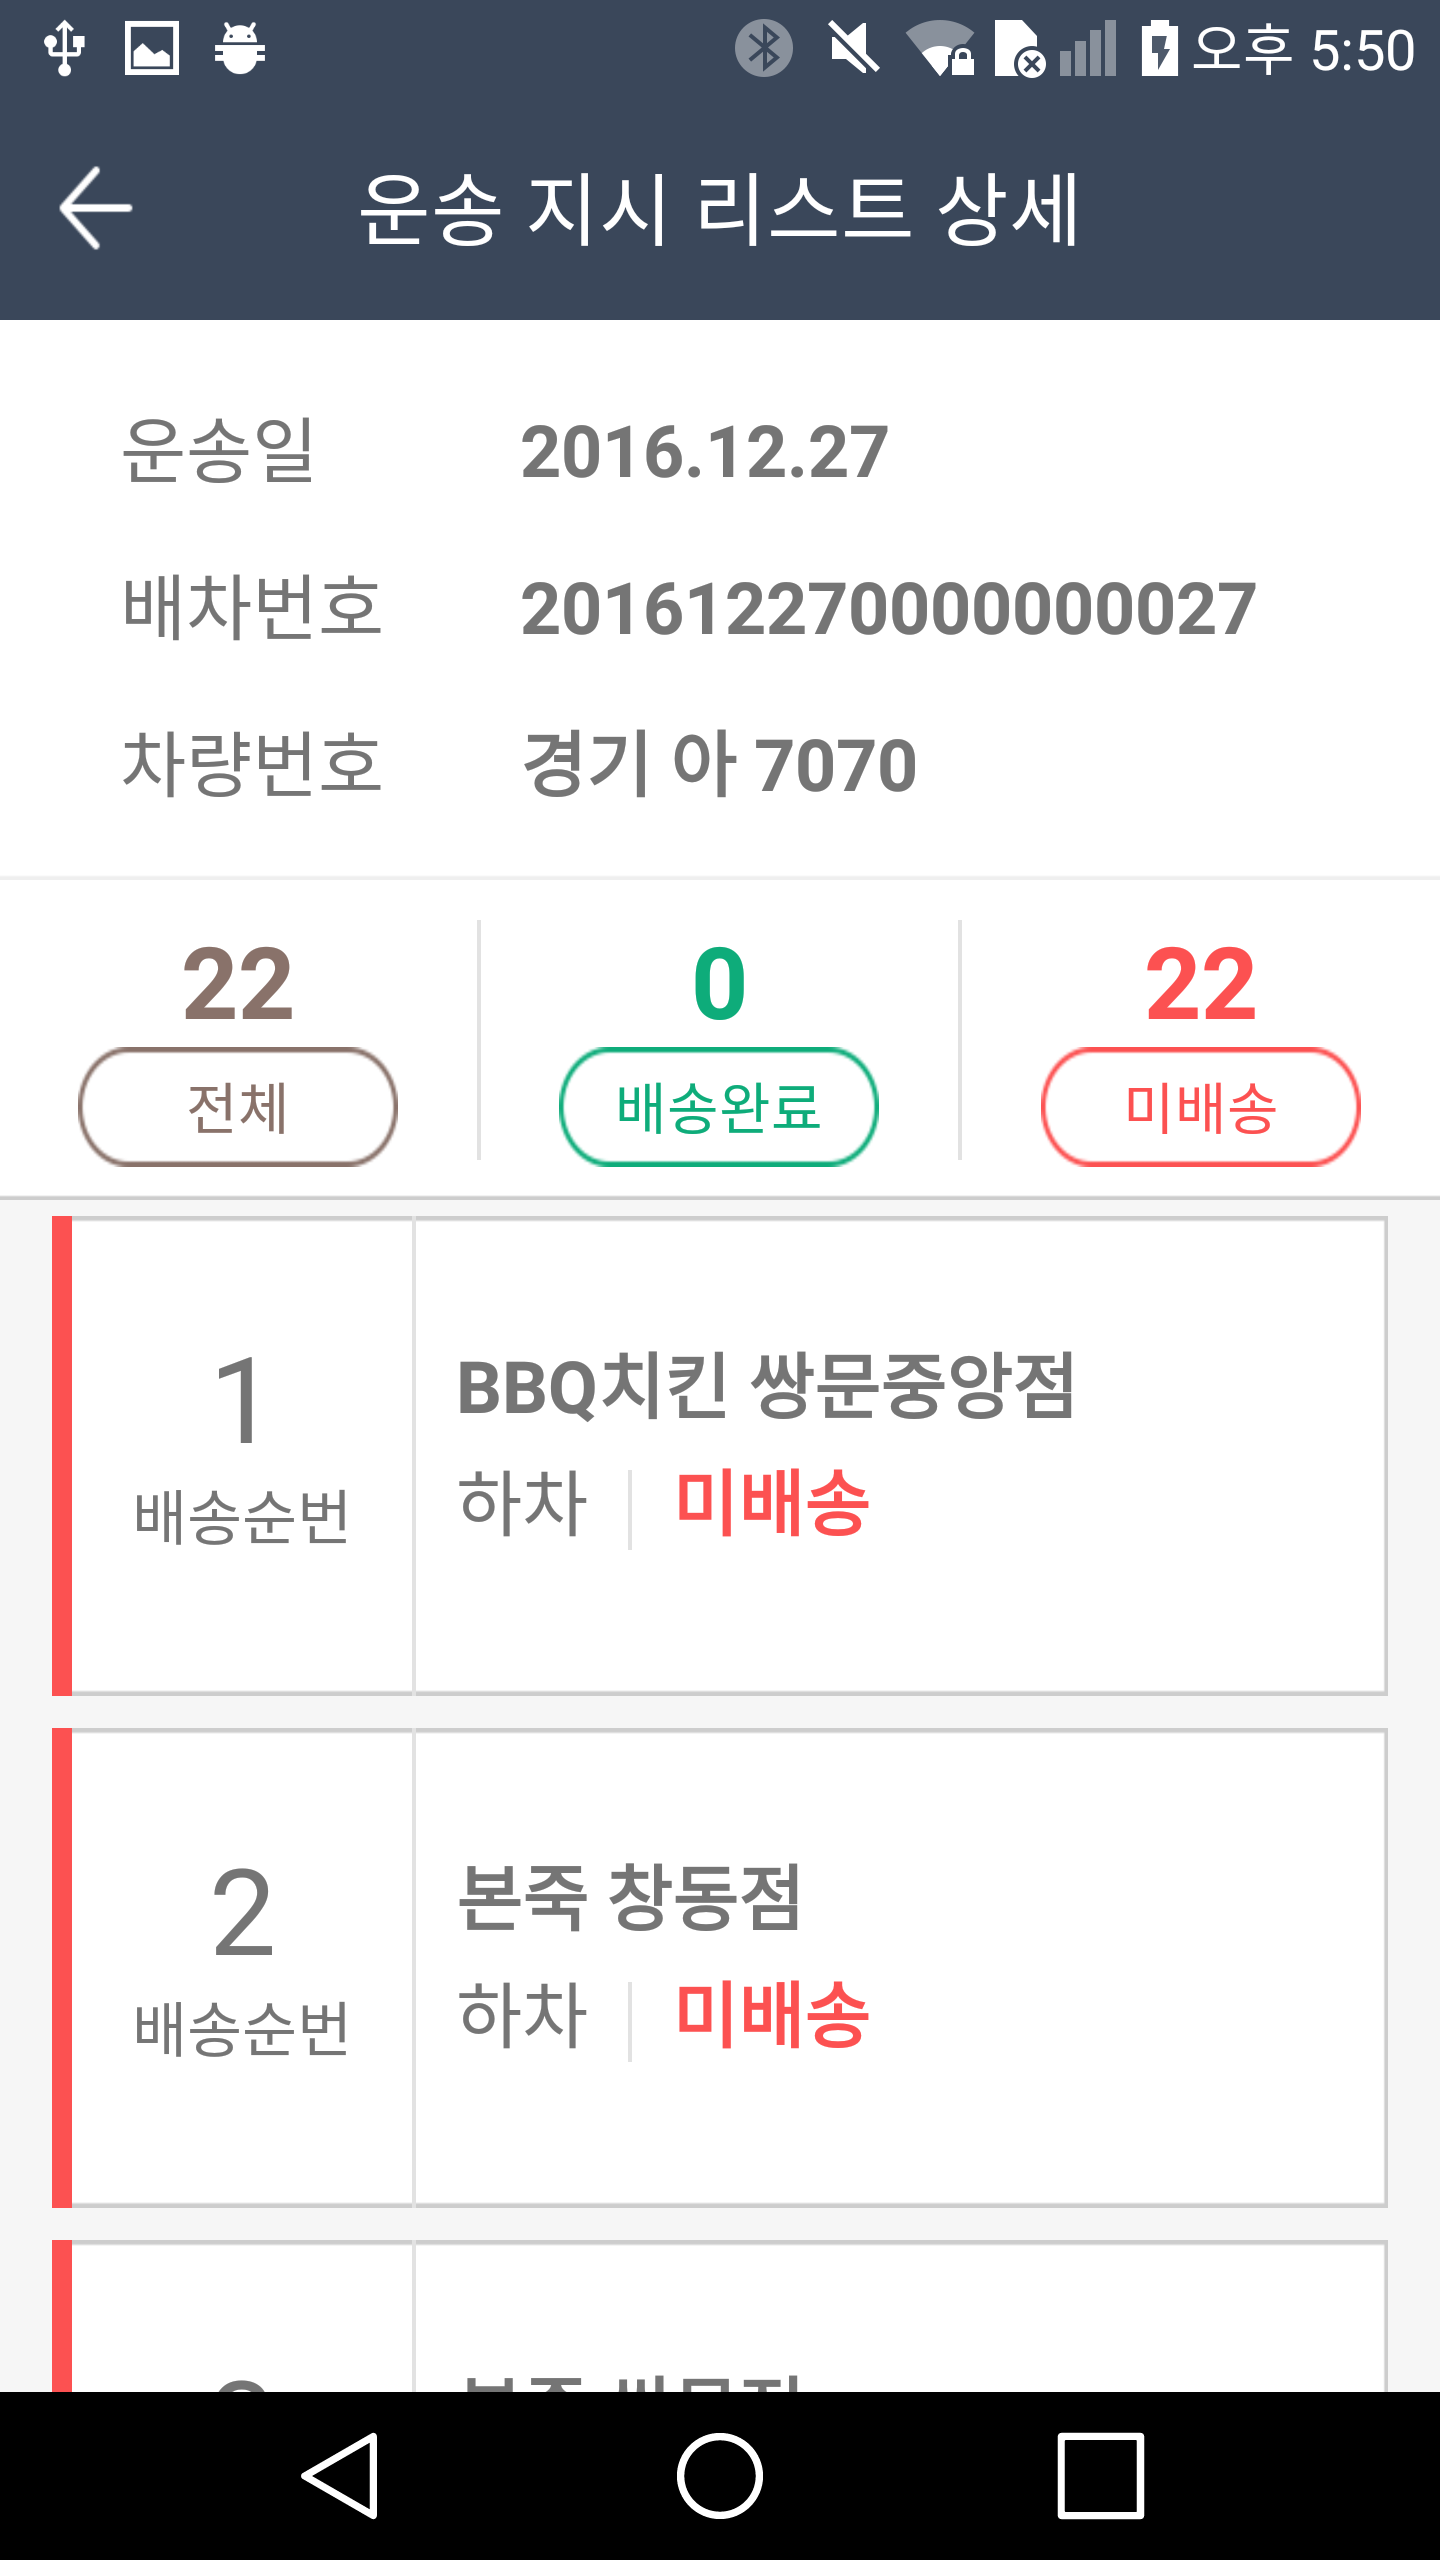 오후 5:50
운송 지시 리스트 상세
운송일 2016.12.27
배차번호 201612270000000027
차량번호 경기 아 7070
22 0 22
전체 배송완료 미배송
1
배송순번
BBQ치킨 쌍문중앙점
하차 미배송
2
배송순번
본죽 창동점
하차 미배송